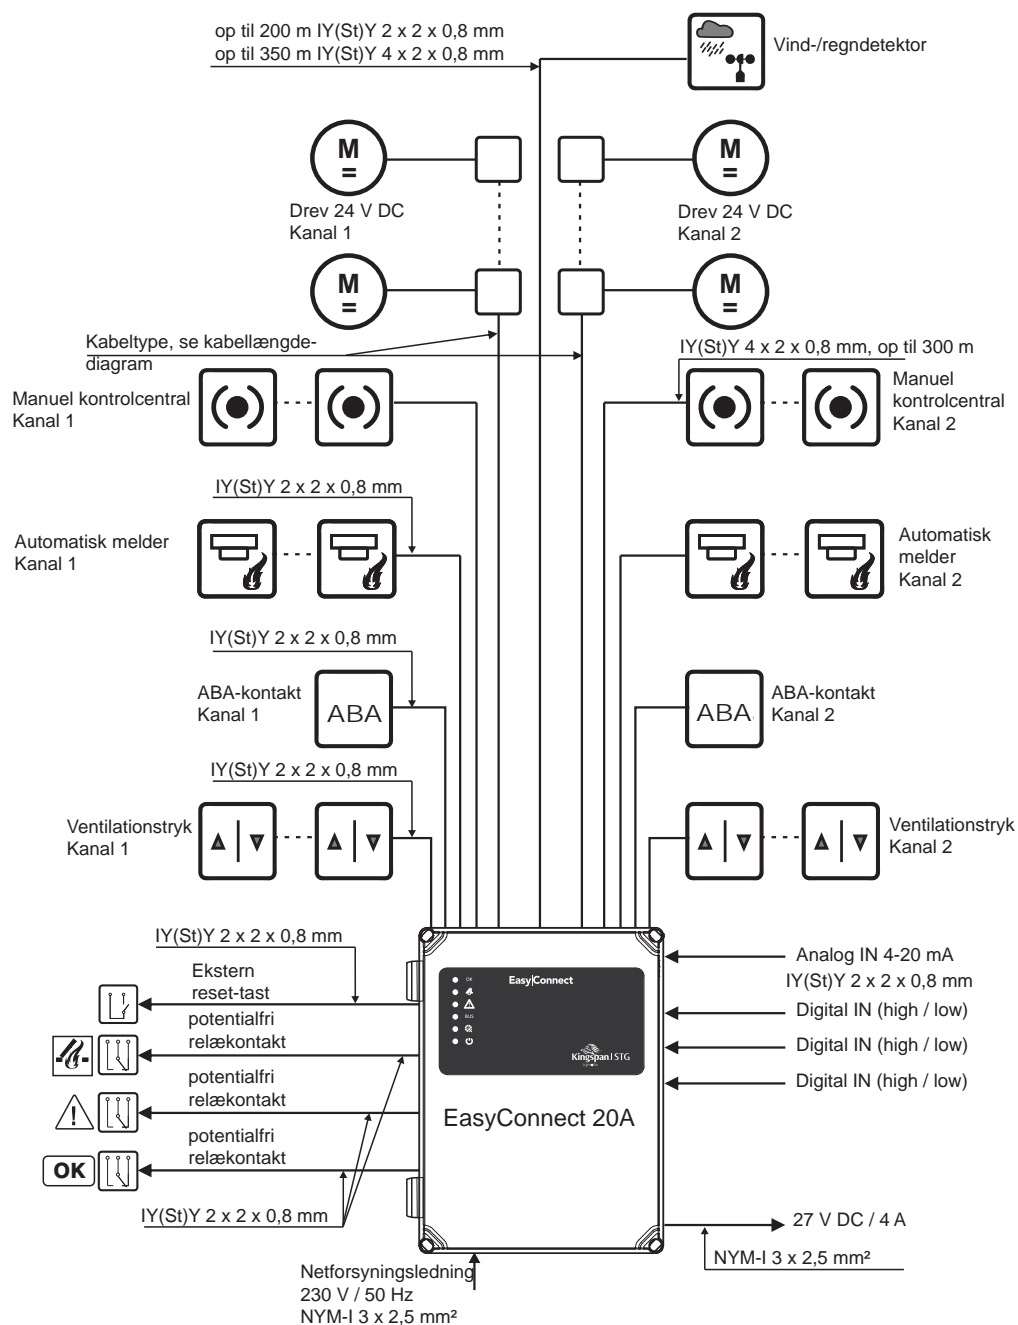 op til 200 m IY(St)Y 2 x 2 x 0,8 mm
op til 350 m IY(St)Y 4 x 2 x 0,8 mm
Vind-/regndetektor
M
=
M
=
Drev 24 V DC
Kanal 1
Drev 24 V DC
Kanal 2
M
=
M
=
Kabeltype, se kabellængde-
diagram
IY(St)Y 4 x 2 x 0,8 mm, op til 300 m
Manuel kontrolcentral
Kanal 1
Manuel
kontrolcentral
Kanal 2
IY(St)Y 2 x 2 x 0,8 mm
Automatisk melder
Kanal 1
Automatisk
melder
Kanal 2
IY(St)Y 2 x 2 x 0,8 mm
ABA-kontakt
Kanal 1
ABA
ABA
ABA-kontakt
Kanal 2
IY(St)Y 2 x 2 x 0,8 mm
Ventilationstryk
Kanal 1
Ventilationstryk
Kanal 2
IY(St)Y 2 x 2 x 0,8 mm
Ekstern
reset-tast
potentialfri
relækontakt
potentialfri
relækontakt
potentialfri
relækontakt
OK
IY(St)Y 2 x 2 x 0,8 mm
OK
BUS
Easy|Connect
Kingspan | STG
EasyConnect 20A
Analog IN 4-20 mA
IY(St)Y 2 x 2 x 0,8 mm
Digital IN (high / low)
Digital IN (high / low)
Digital IN (high / low)
27 V DC / 4 A
NYM-I 3 x 2,5 mm²
Netforsyningsledning
230 V / 50 Hz
NYM-I 3 x 2,5 mm²